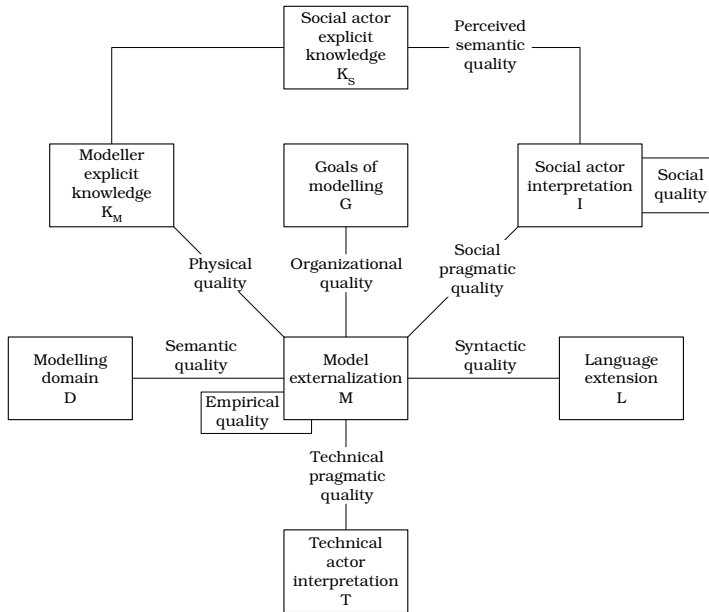 Social actor
explicit
knowledge
K_S
Perceived
semantic
quality
Modeller
explicit
knowledge
K_M
Goals of
modelling
G
Social actor
interpretation
I
Social
quality
Physical
quality
Organizational
quality
Social
pragmatic
quality
Modelling
domain
D
Semantic
quality
Model
externalization
M
Syntactic
quality
Language
extension
L
Empirical
quality
Technical
pragmatic
quality
Technical
actor
interpretation
T